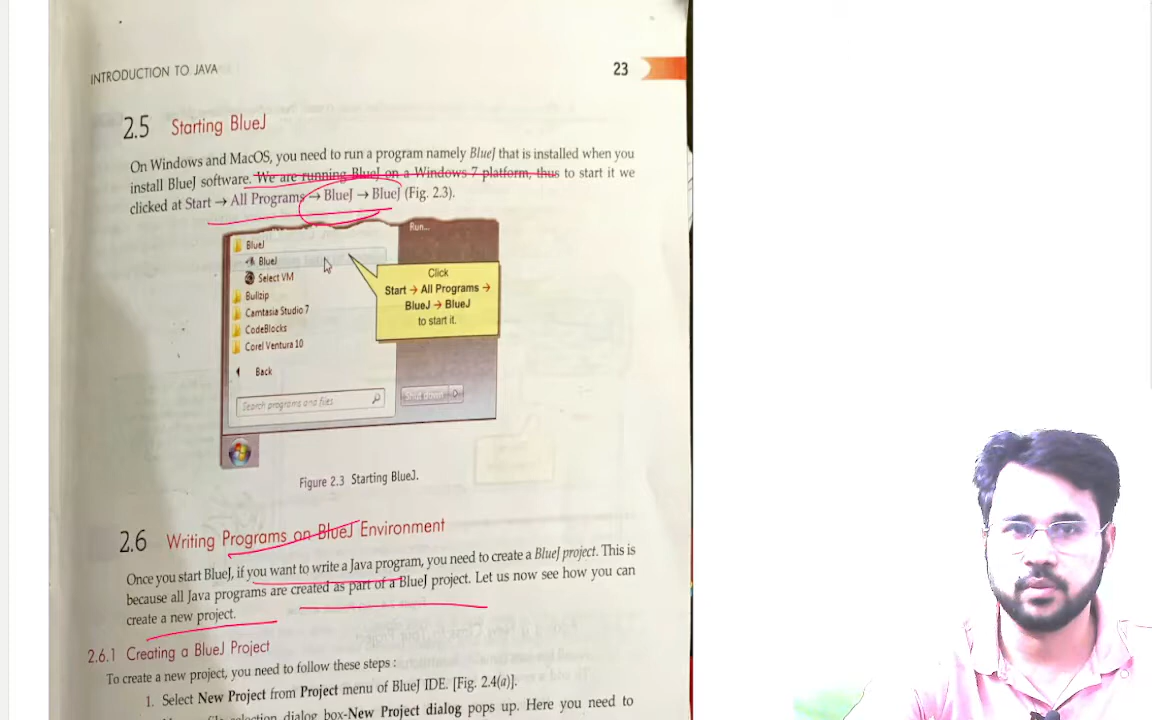 INTRODUCTION TO JAVA
23
2.5 Starting BlueJ
On Windows and MacOS, you need to run a program namely BlueJ that is installed when you
install BlueJ software. We are running BlueJ on a Windows 7 platform, thus to start it we
clicked at Start → All Programs → BlueJ → BlueJ (Fig. 2.3).
BlueJ
BlueJ
Select VM
Bullzip
Camtasia Studio 7
CodeBlocks
Corel Ventura 10
Back
Search programs and files
Run...
Click
Start → All Programs →
BlueJ → BlueJ
to start it.
Shut down
Figure 2.3 Starting BlueJ.
2.6 Writing Programs on BlueJ Environment
Once you start BlueJ, if you want to write a Java program, you need to create a BlueJ project. This is
because all Java programs are created as part of a BlueJ project. Let us now see how you can
create a new project.
2.6.1 Creating a BlueJ Project
To create a new project, you need to follow these steps :
1. Select New Project from Project menu of BlueJ IDE. [Fig. 2.4(a)].
dialog box-New Project dialog pops up. Here you need to